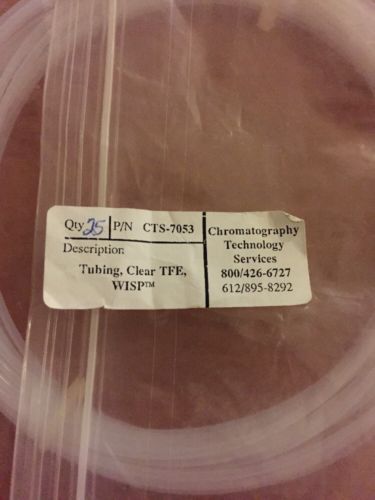 Qty 25 P/N CTS-7053
Description
Tubing, Clear TFE,
WISP™
Chromatography
Technology
Services
800/426-6727
612/895-8292